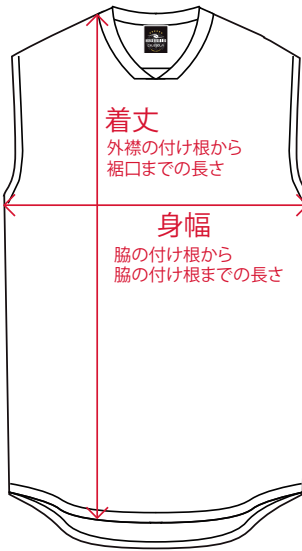 着丈
外襟の付け根から
裾口までの長さ
身幅
脇の付け根から
脇の付け根までの長さ